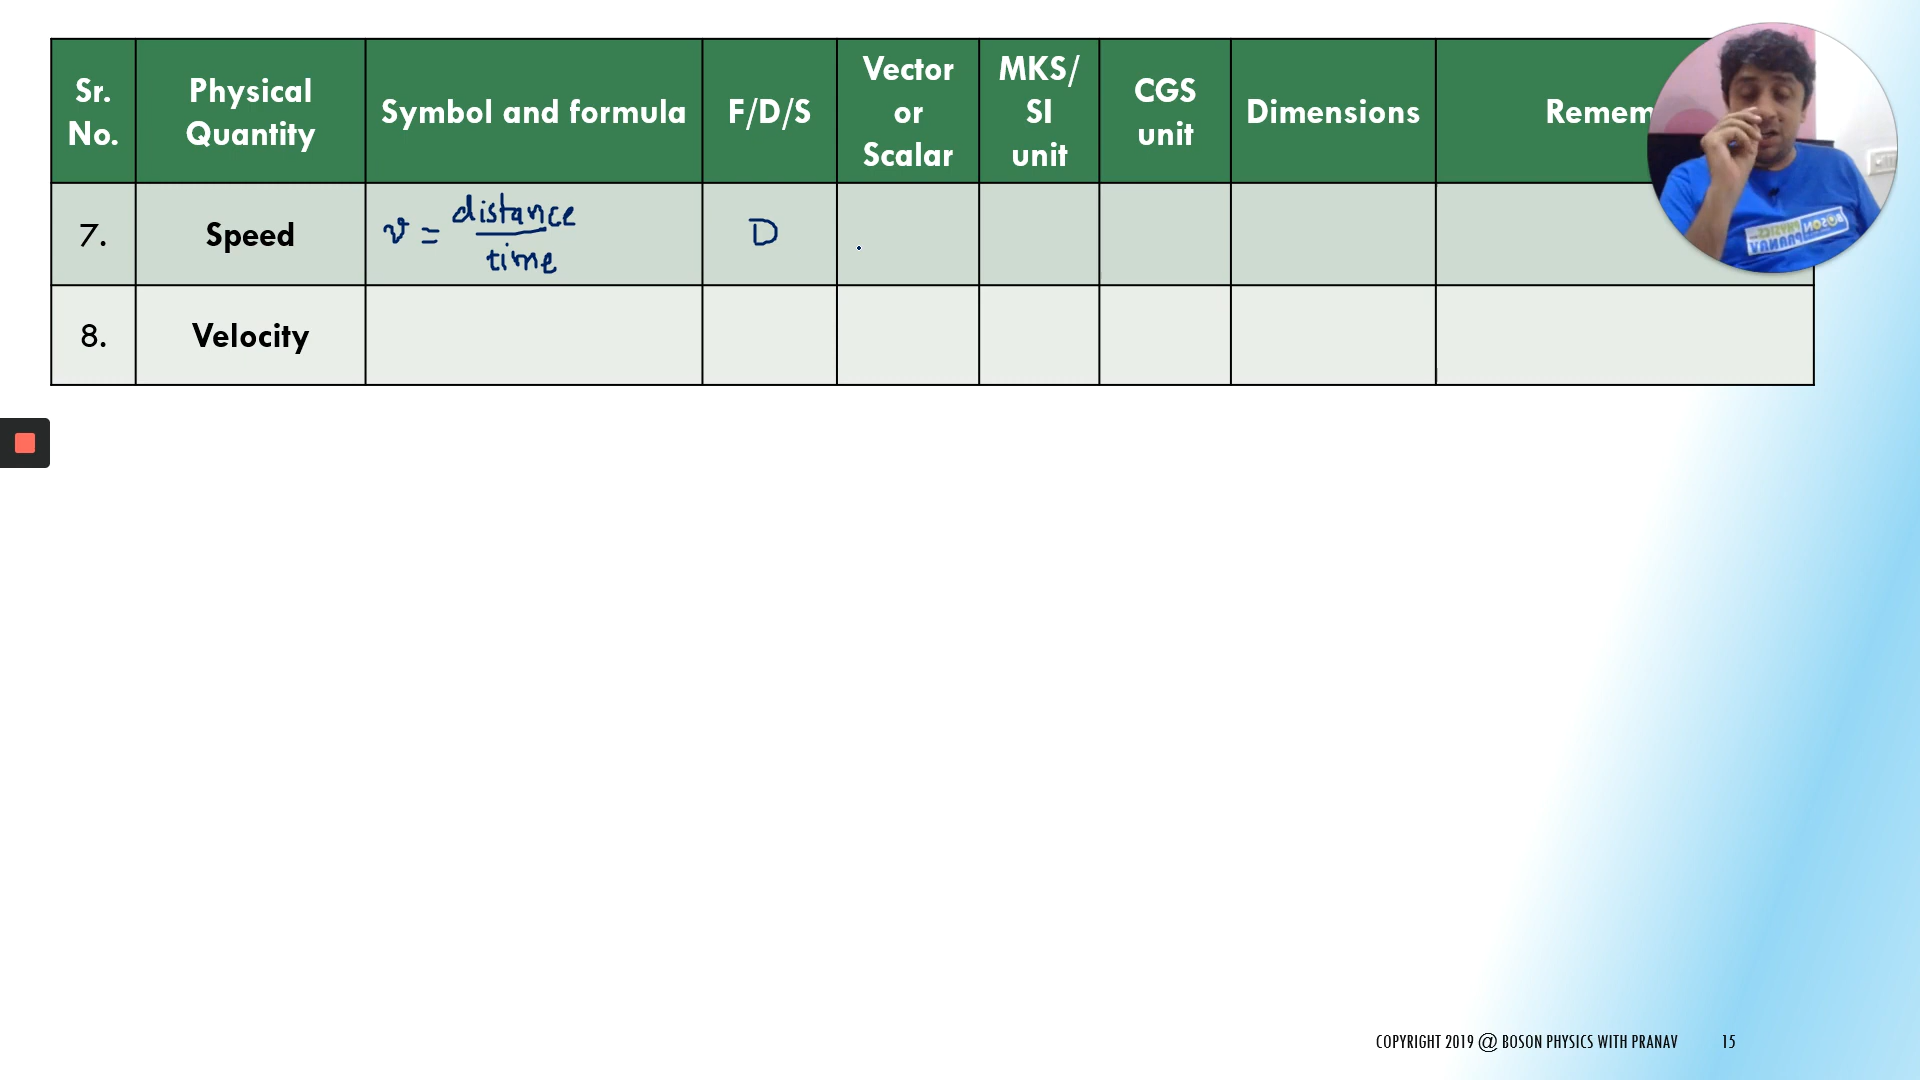 Sr. No.
Physical Quantity
Symbol and formula
F/D/S
Vector or Scalar
MKS/ SI unit
CGS unit
Dimensions
7.
Speed
v = distance / time
D
8.
Velocity
COPYRIGHT 2019 @ BOSON PHYSICS WITH PRANAV
15